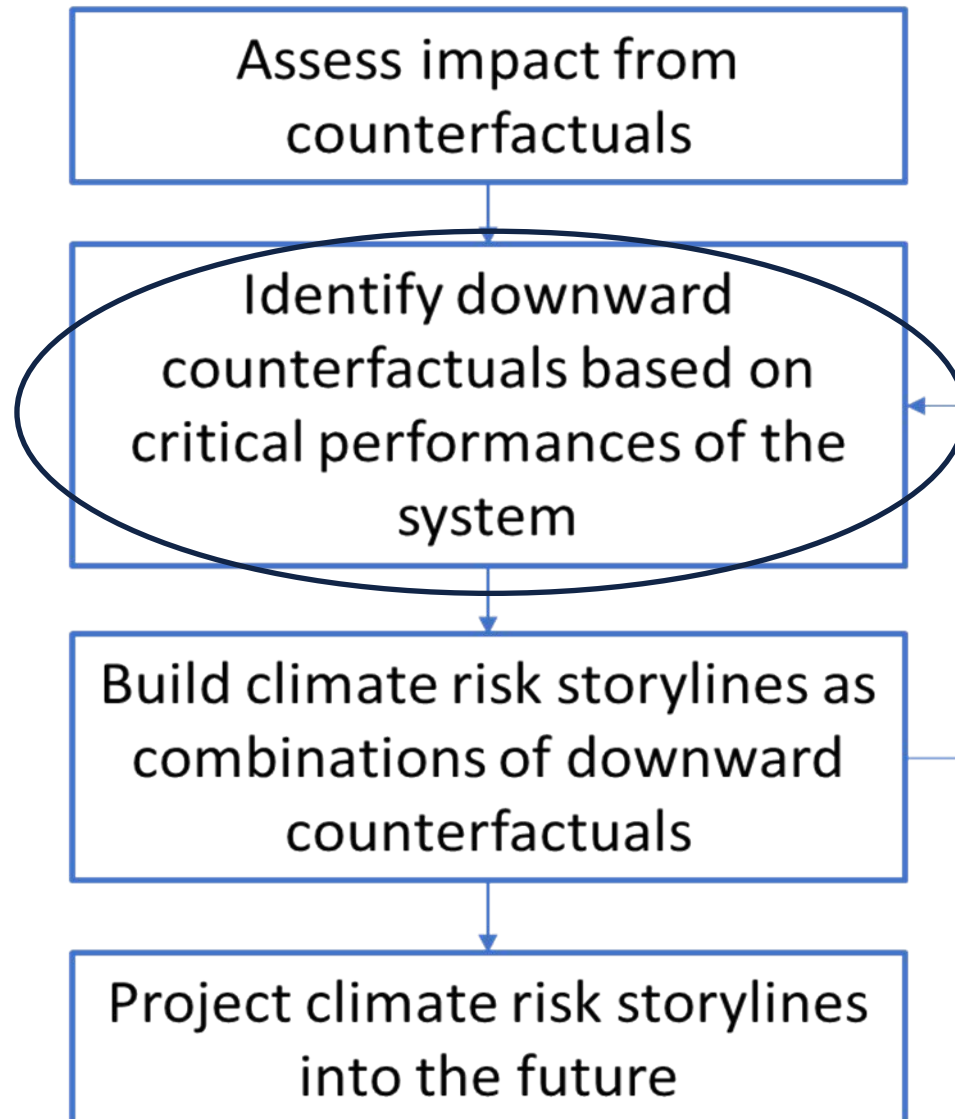 Assess impact from
counterfactuals
Identify downward
counterfactuals based on
critical performances of the
system
Build climate risk storylines as
combinations of downward
counterfactuals
Project climate risk storylines
into the future